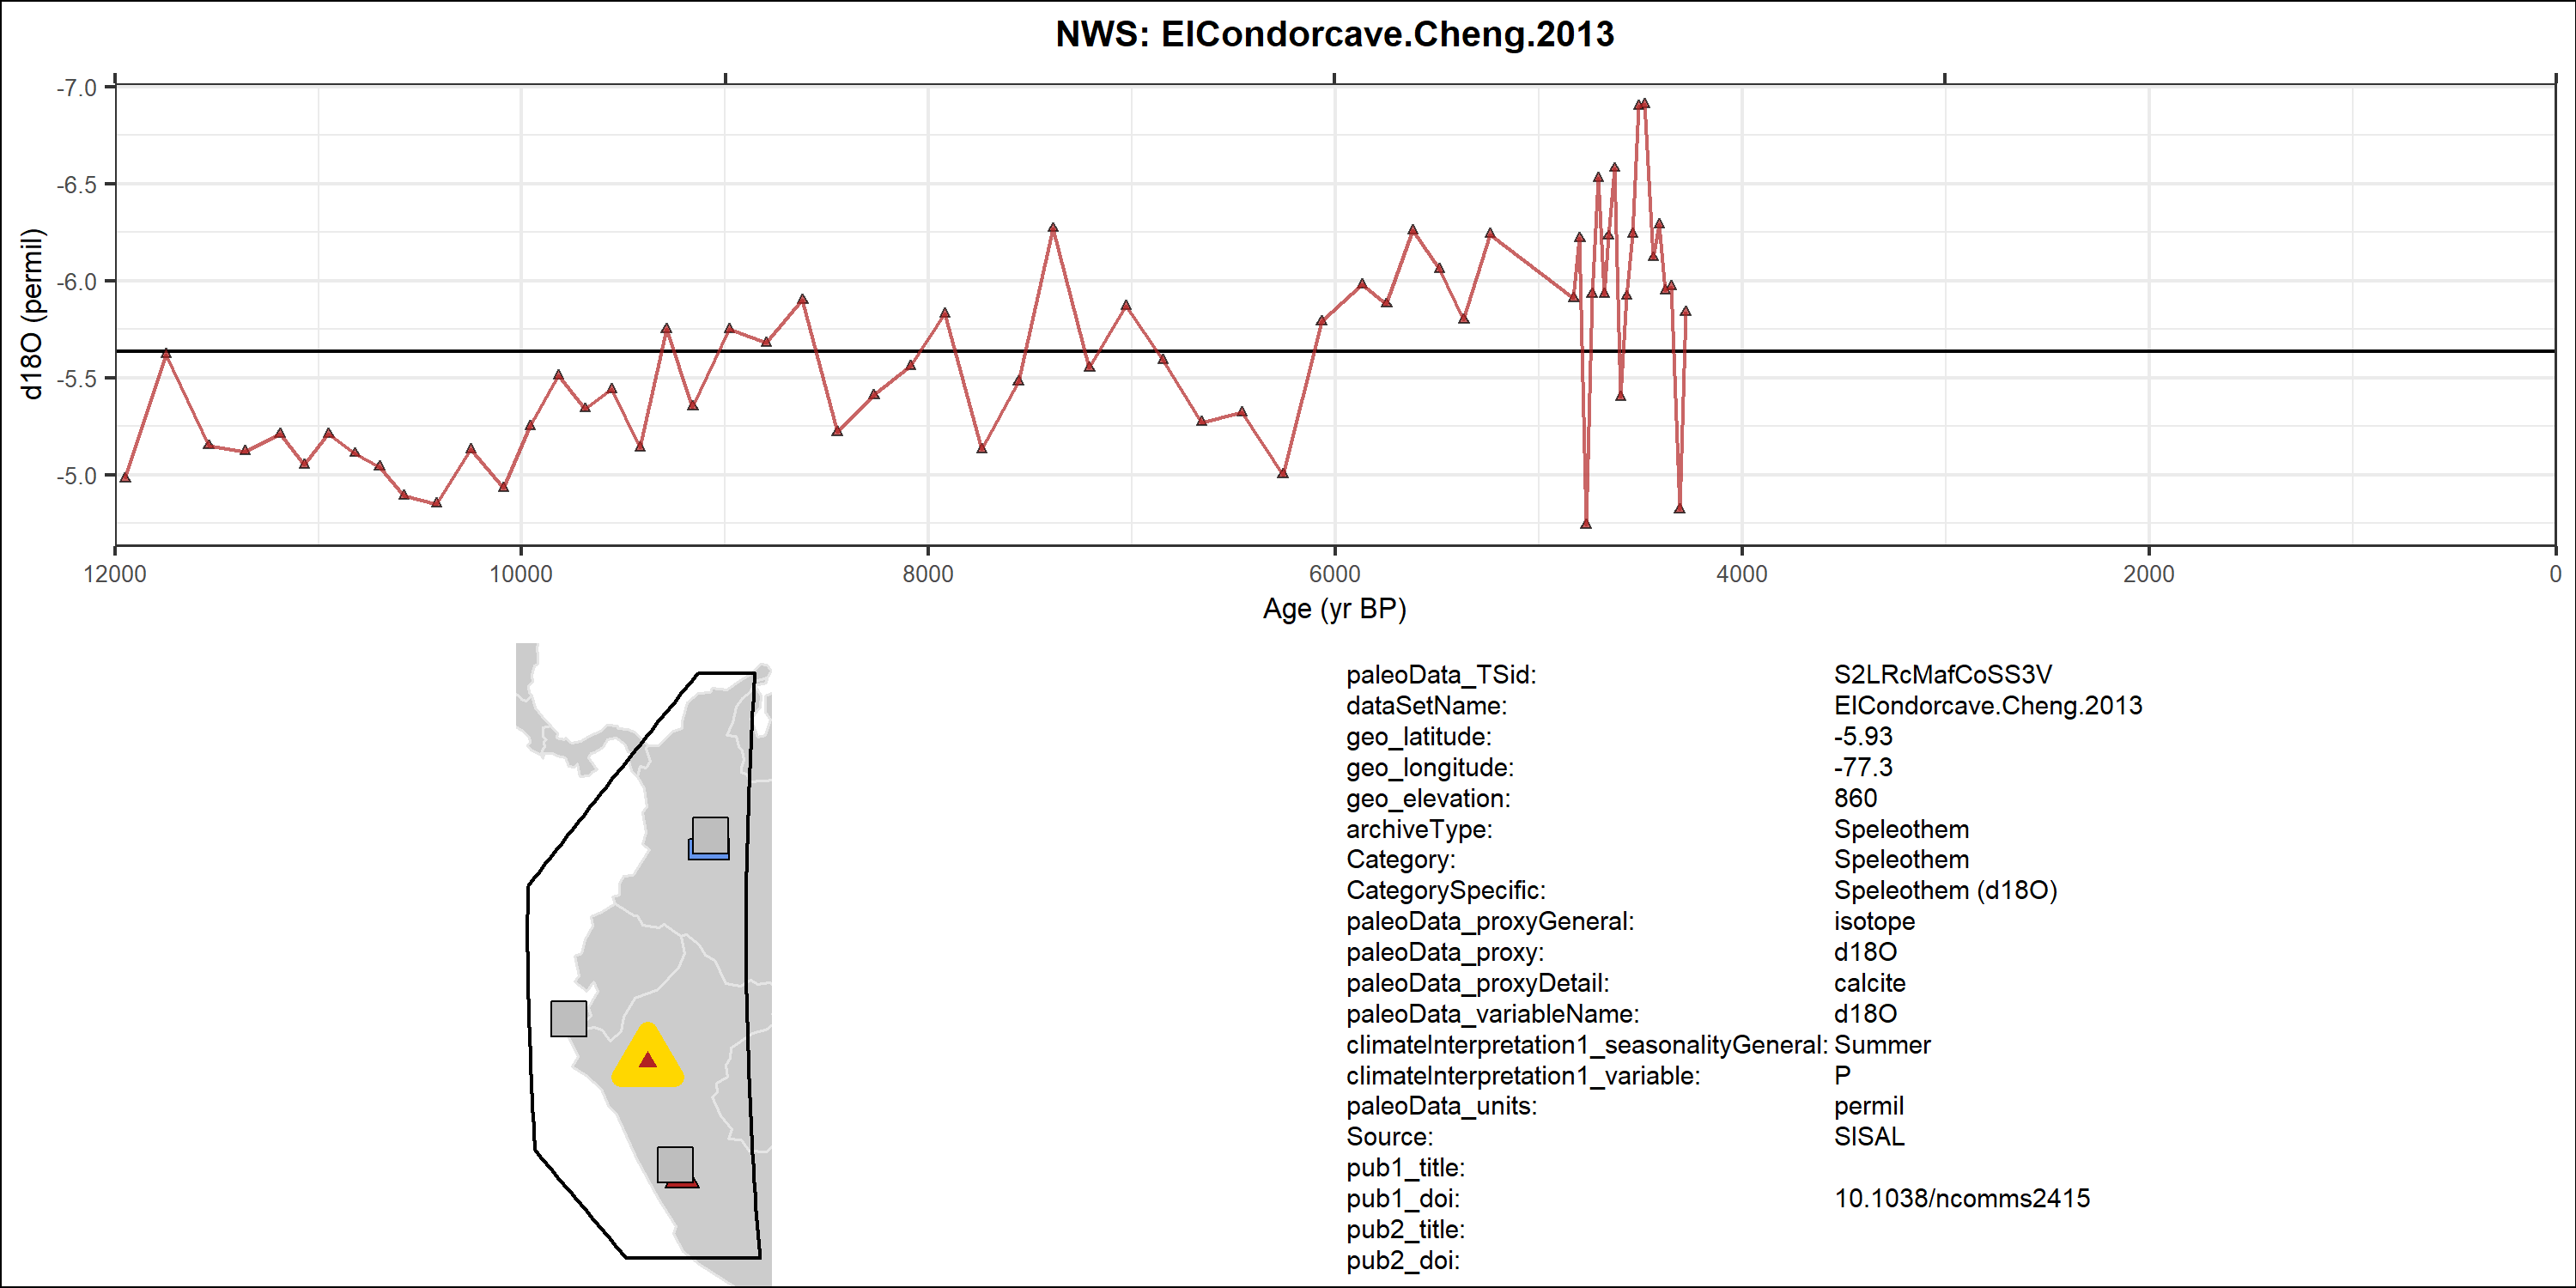 NWS: ElCondorcave.Cheng.2013
-7.0
-6.5
-6.0
-5.5
-5.0
d18O (permil)
12000 10000 8000 6000 4000 2000 0
Age (yr BP)
paleoData_TSid: S2LRcMafCoSS3V
dataSetName: ElCondorcave.Cheng.2013
geo_latitude: -5.93
geo_longitude: -77.3
geo_elevation: 860
archiveType: Speleothem
Category: Speleothem
CategorySpecific: Speleothem (d18O)
paleoData_proxyGeneral: isotope
paleoData_proxy: d18O
paleoData_proxyDetail: calcite
paleoData_variableName: d18O
climateInterpretation1_seasonalityGeneral: Summer
climateInterpretation1_variable: P
paleoData_units: permil
Source: SISAL
pub1_title:
pub1_doi: 10.1038/ncomms2415
pub2_title:
pub2_doi: